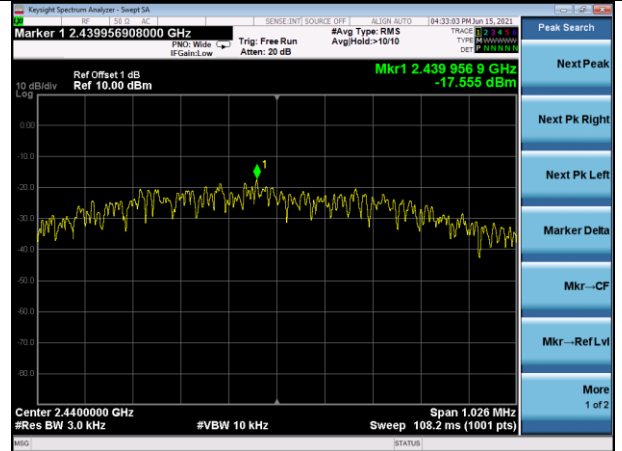 Keysight Spectrum Analyzer - Swept SA
RF 50 Ω AC SENSE:INT SOURCE OFF ALIGN AUTO 04:33:03 PM Jun 15, 2021
Marker 1 2.439956908000 GHz
PNO: Wide
IFGain:Low
Trig: Free Run
Atten: 20 dB
#Avg Type: RMS
Avg|Hold:>10/10
TRACE 1 2 3 4 5 6
TYPE M W W W W W
DET P N N N N N
Peak Search
Next Peak
Next Pk Right
Next Pk Left
Marker Delta
Mkr→CF
Mkr→Ref Lvl
More
1 of 2
Ref Offset 1 dB
10 dB/div Ref 10.00 dBm
Log
Mkr1 2.439 956 9 GHz
-17.555 dBm
1
0.00
-10.0
-20.0
-30.0
-40.0
-50.0
-60.0
-70.0
-80.0
Center 2.4400000 GHz Span 1.026 MHz
#Res BW 3.0 kHz #VBW 10 kHz Sweep 108.2 ms (1001 pts)
MSG STATUS